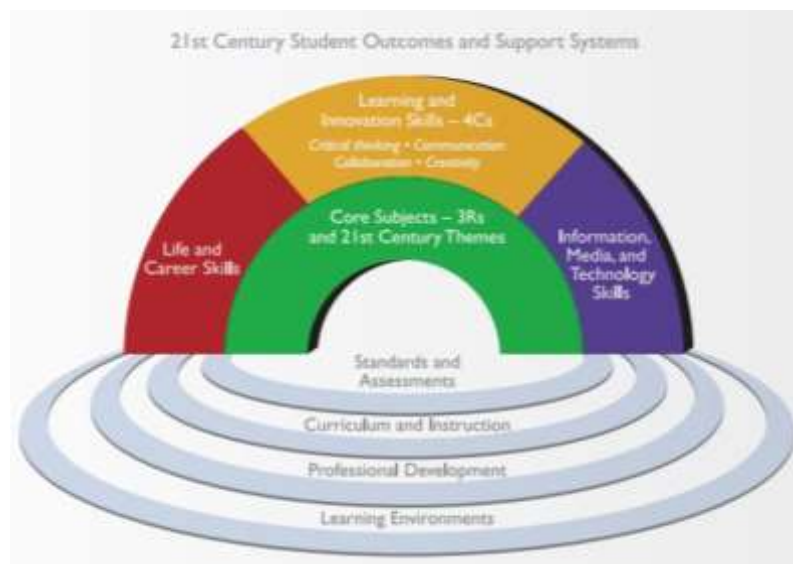 21st Century Student Outcomes and Support Systems
Learning and
Innovation Skills – 4Cs
Critical thinking • Communication
Collaboration • Creativity
Core Subjects – 3Rs
and 21st Century Themes
Life and
Career Skills
Information,
Media, and
Technology
Skills
Standards and
Assessments
Curriculum and Instruction
Professional Development
Learning Environments